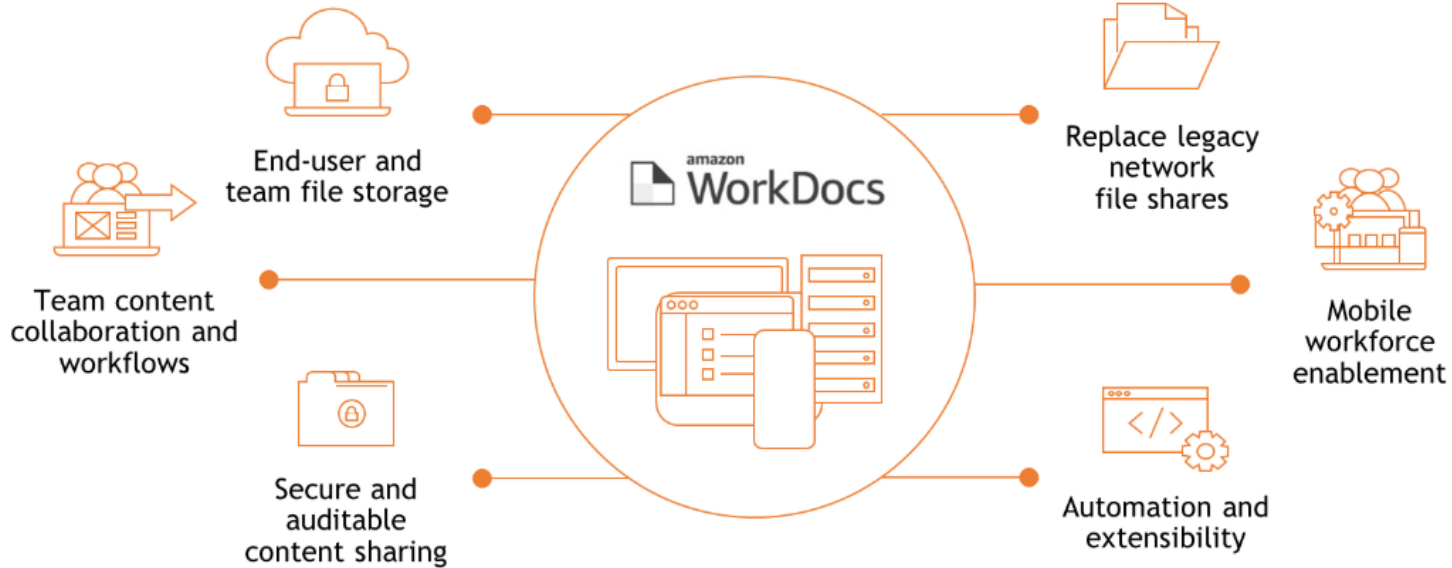 End-user and
team file storage
Team content
collaboration and
workflows
Secure and
auditable
content sharing
amazon
WorkDocs
Replace legacy
network
file shares
Mobile
workforce
enablement
</>
Automation and
extensibility